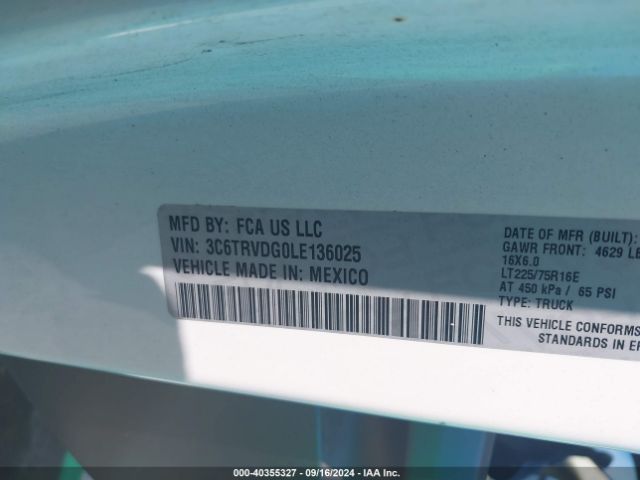 MFD BY: FCA US LLC
VIN: 3C6TRVDG0LE136025
VEHICLE MADE IN: MEXICO
DATE OF MFR (BUILT):
GAWR FRONT: 4629 LB
16X6.0
LT225/75R16E
AT 450 kPa / 65 PSI
TYPE: TRUCK
THIS VEHICLE CONFORMS
STANDARDS IN EF
000-40355327 - 09/16/2024 - IAA Inc.